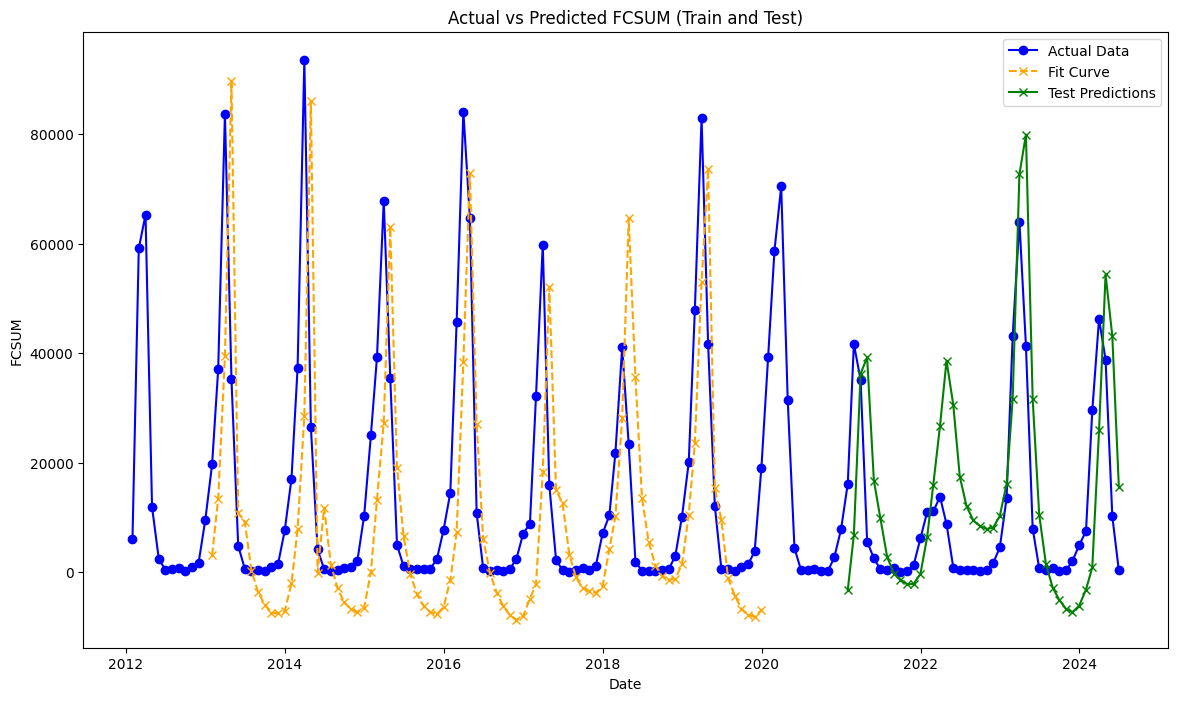 Actual vs Predicted FCSUM (Train and Test)
Actual Data
Fit Curve
Test Predictions
FCSUM
80000
60000
40000
20000
0
2012
2014
2016
2018
2020
2022
2024
Date